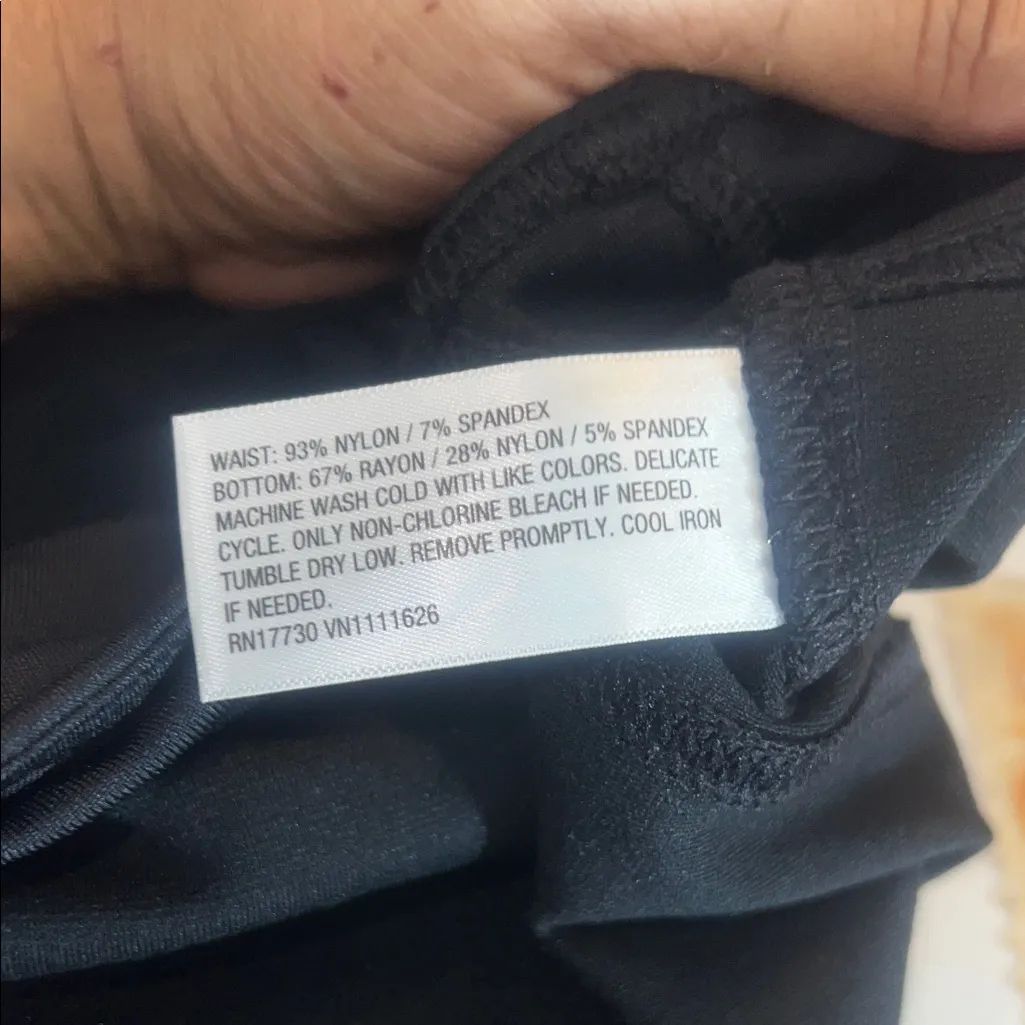 WAIST: 93% NYLON / 7% SPANDEX
BOTTOM: 67% RAYON / 28% NYLON / 5% SPANDEX
MACHINE WASH COLD WITH LIKE COLORS. DELICATE
CYCLE. ONLY NON-CHLORINE BLEACH IF NEEDED.
TUMBLE DRY LOW. REMOVE PROMPTLY. COOL IRON
IF NEEDED.
RN17730 VN1111626